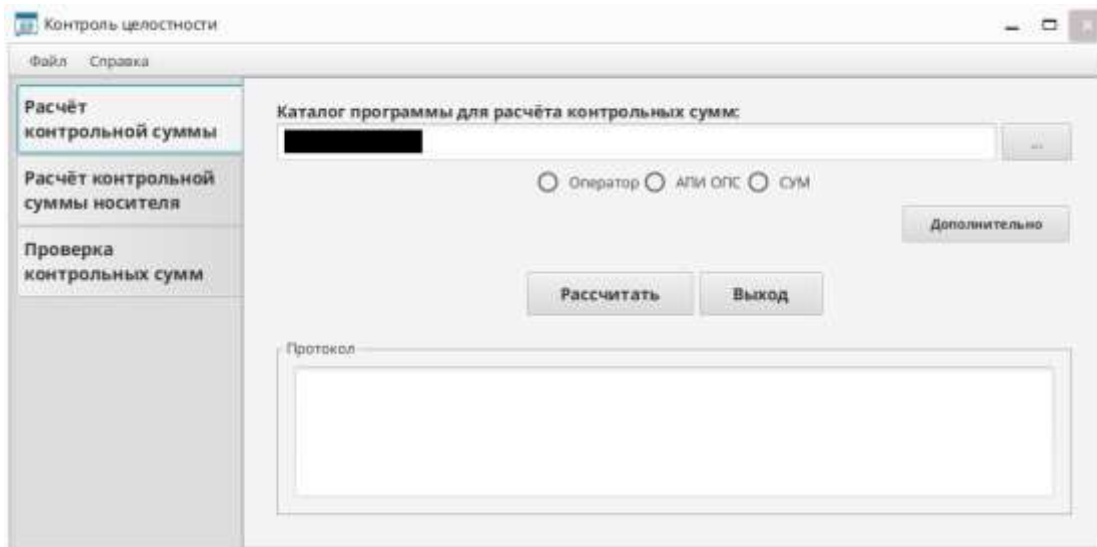 Контроль целостности
Файл Справка
Расчёт
контрольной суммы
Расчёт контрольной
суммы носителя
Проверка
контрольных сумм
Каталог программы для расчёта контрольных сумм:
...
Оператор АПИ ОПС СУМ
Дополнительно
Рассчитать Выход
Протокол